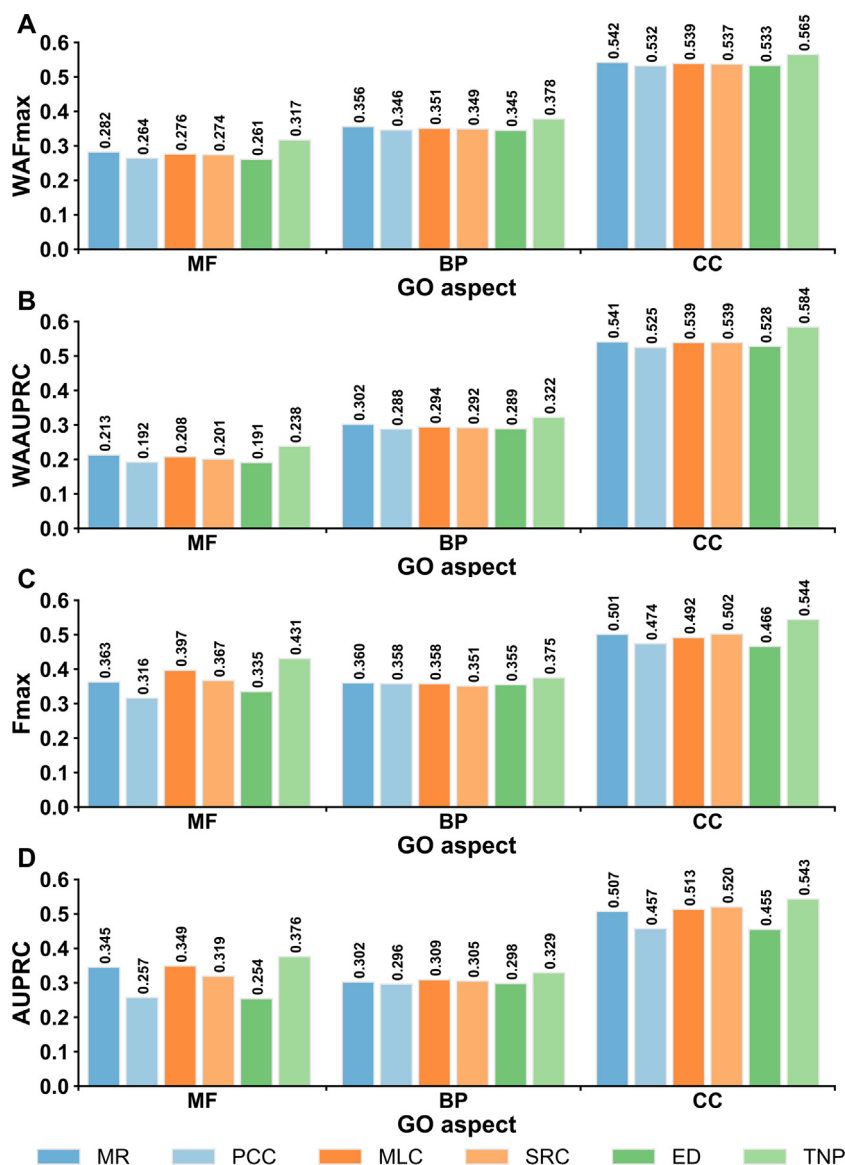 A
WAFmax
0.6
0.5
0.4
0.3
0.2
0.1
0.0
0.282 0.264 0.276 0.274 0.261 0.317
0.356 0.346 0.351 0.349 0.345 0.378
0.542 0.532 0.539 0.537 0.533 0.565
MF BP CC
GO aspect
B
WAAUPRC
0.6
0.5
0.4
0.3
0.2
0.1
0.0
0.213 0.192 0.208 0.201 0.191 0.238
0.302 0.288 0.294 0.292 0.289 0.322
0.541 0.525 0.539 0.539 0.528 0.584
MF BP CC
GO aspect
C
Fmax
0.6
0.5
0.4
0.3
0.2
0.1
0.0
0.363 0.316 0.397 0.367 0.335 0.431
0.360 0.358 0.358 0.351 0.355 0.375
0.501 0.474 0.492 0.502 0.466 0.544
MF BP CC
GO aspect
D
AUPRC
0.6
0.5
0.4
0.3
0.2
0.1
0.0
0.345 0.257 0.349 0.319 0.254 0.376
0.302 0.296 0.309 0.305 0.298 0.329
0.507 0.457 0.513 0.520 0.455 0.543
MF BP CC
GO aspect
MR PCC MLC SRC ED TNP